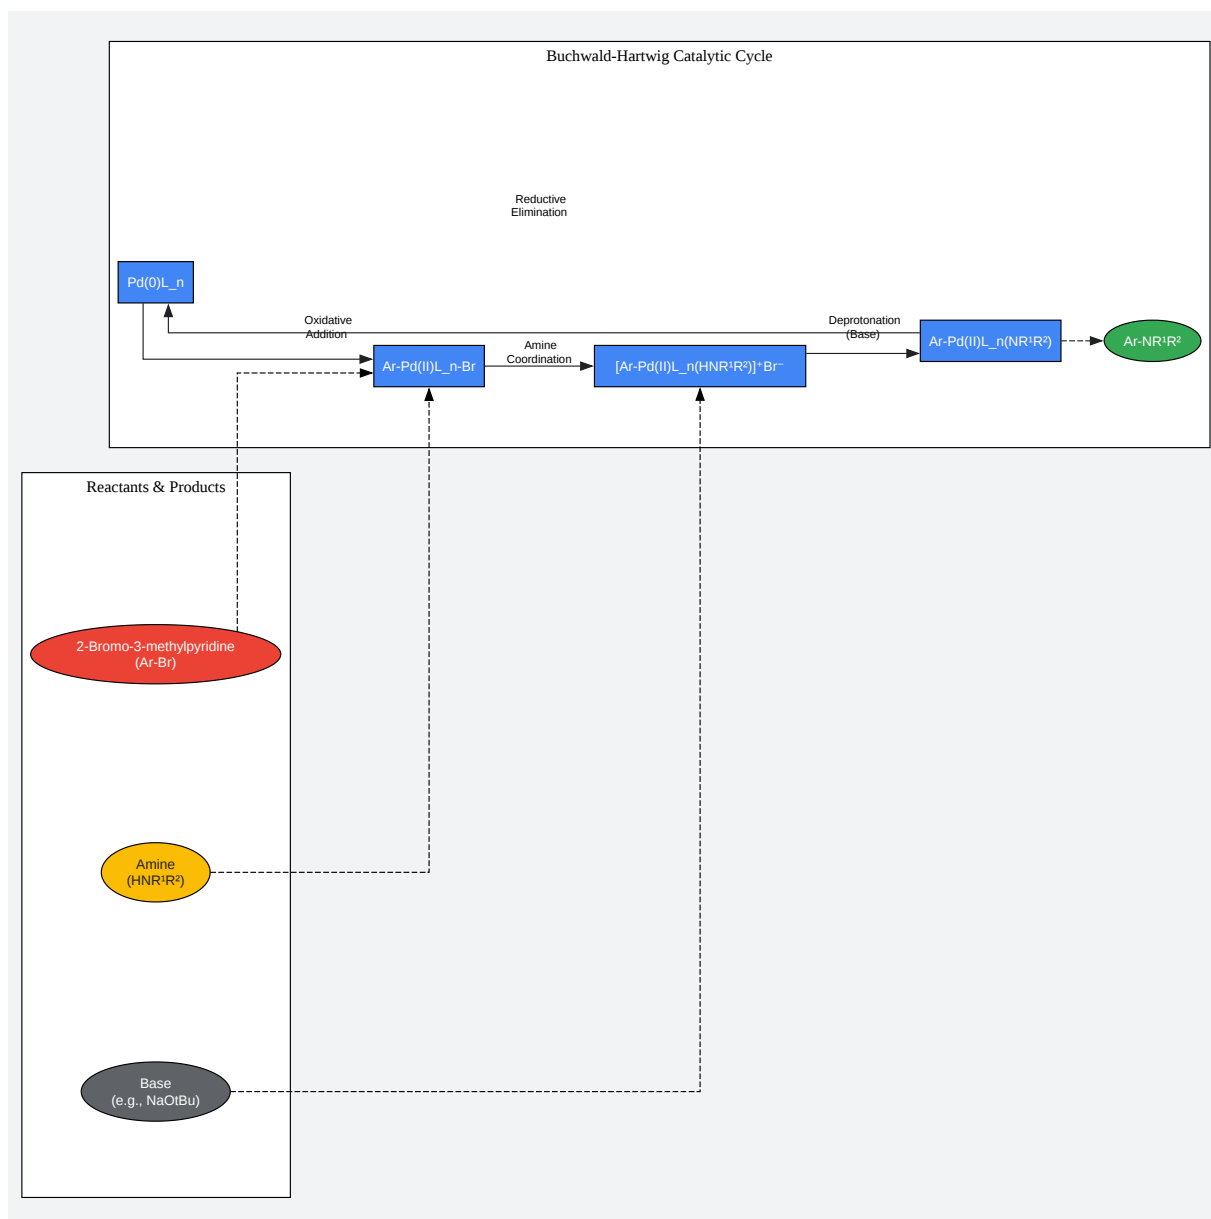 Buchwald-Hartwig Catalytic Cycle
Reductive
Elimination
Pd(0)L_n
Oxidative
Addition
Ar-Pd(II)L_n-Br
Amine
Coordination
[Ar-Pd(II)L_n(HNR¹R²)]⁺Br⁻
Deprotonation
(Base)
Ar-Pd(II)L_n(NR¹R²)
Ar-NR¹R²
Reactants & Products
2-Bromo-3-methylpyridine
(Ar-Br)
Amine
(HNR¹R²)
Base
(e.g., NaOtBu)